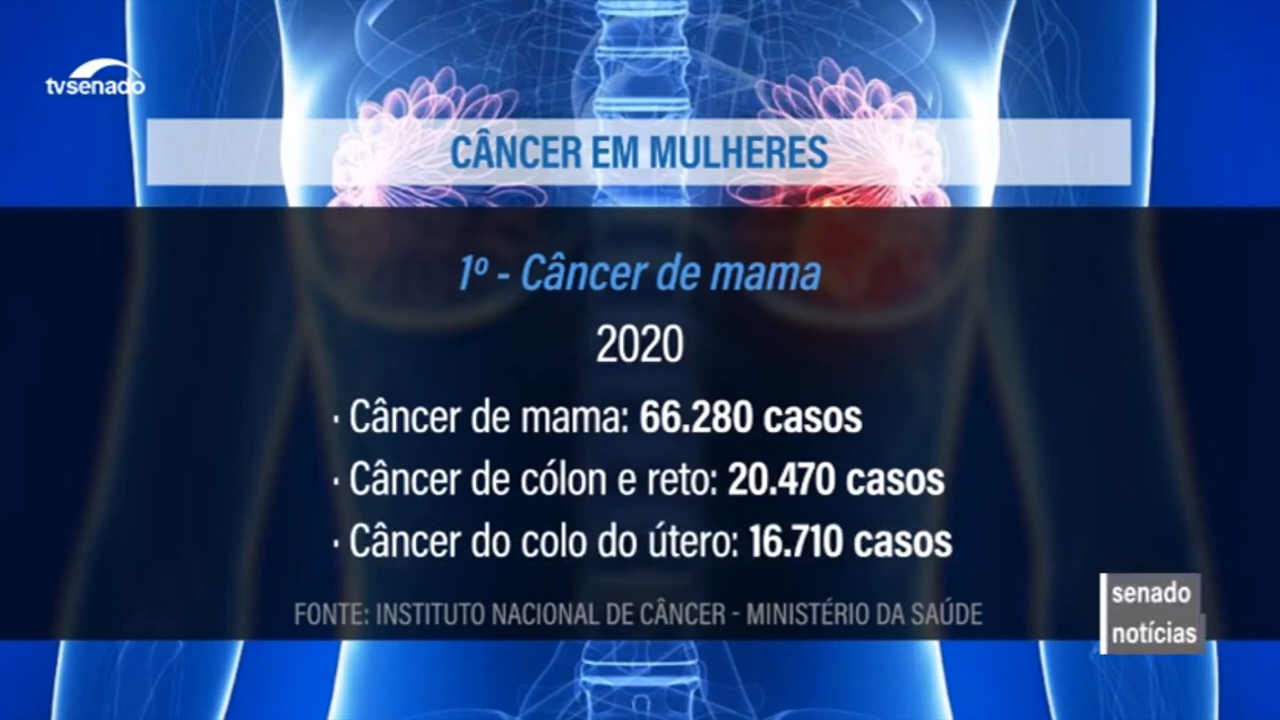 tvsenado
CÂNCER EM MULHERES
1º - Câncer de mama
2020
· Câncer de mama: 66.280 casos
· Câncer de cólon e reto: 20.470 casos
· Câncer do colo do útero: 16.710 casos
FONTE: INSTITUTO NACIONAL DE CÂNCER - MINISTÉRIO DA SAÚDE
senado
notícias